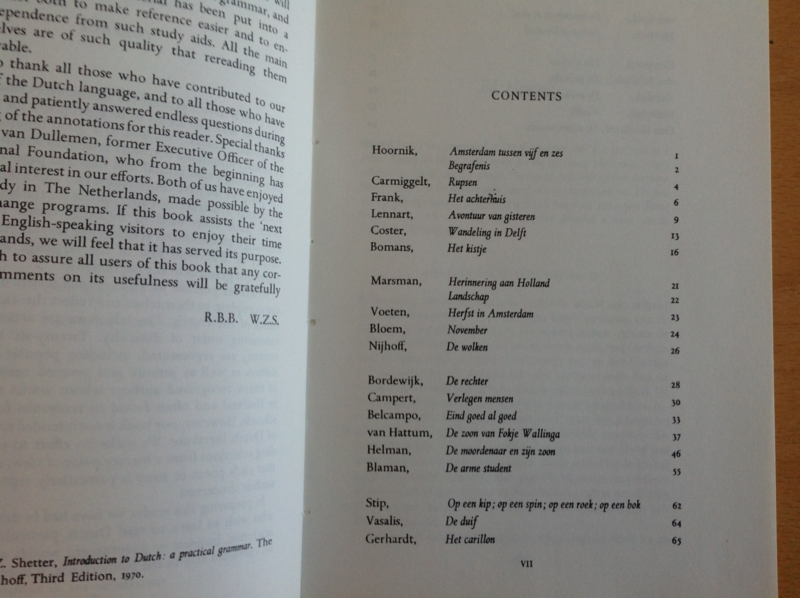 grammar, and
both to make reference easier and to en-
dependence from such study aids. All the main
elves are of such quality that rereading them
able.
o thank all those who have contributed to our
f the Dutch language, and to all those who have
and patiently answered endless questions during
g of the annotations for this reader. Special thanks
van Dullemen, former Executive Officer of the
nal Foundation, who from the beginning has
al interest in our efforts. Both of us have enjoyed
dy in The Netherlands, made possible by the
hange programs. If this book assists the 'next
English-speaking visitors to enjoy their time
ands, we will feel that it has served its purpose.
h to assure all users of this book that any cor-
mments on its usefulness will be gratefully
R.B.B. W.Z.S.
Z. Shetter, Introduction to Dutch: a practical grammar. The
hoff, Third Edition, 1970.
CONTENTS
Hoornik, Amsterdam tussen vijf en zes 1
Begrafenis 2
Carmiggelt, Rupsen 4
Frank, Het achterhuis 6
Lennart, Avontuur van gisteren 9
Coster, Wandeling in Delft 13
Bomans, Het kistje 16
Marsman, Herinnering aan Holland 21
Landschap 22
Voeten, Herfst in Amsterdam 23
Bloem, November 24
Nijhoff, De wolken 26
Bordewijk, De rechter 28
Campert, Verlegen mensen 30
Belcampo, Eind goed al goed 33
van Hattum, De zoon van Fokje Wallinga 37
Helman, De moordenaar en zijn zoon 46
Blaman, De arme student 55
Stip, Op een kip; op een spin; op een roek; op een bok 62
Vasalis, De duif 64
Gerhardt, Het carillon 65
VII